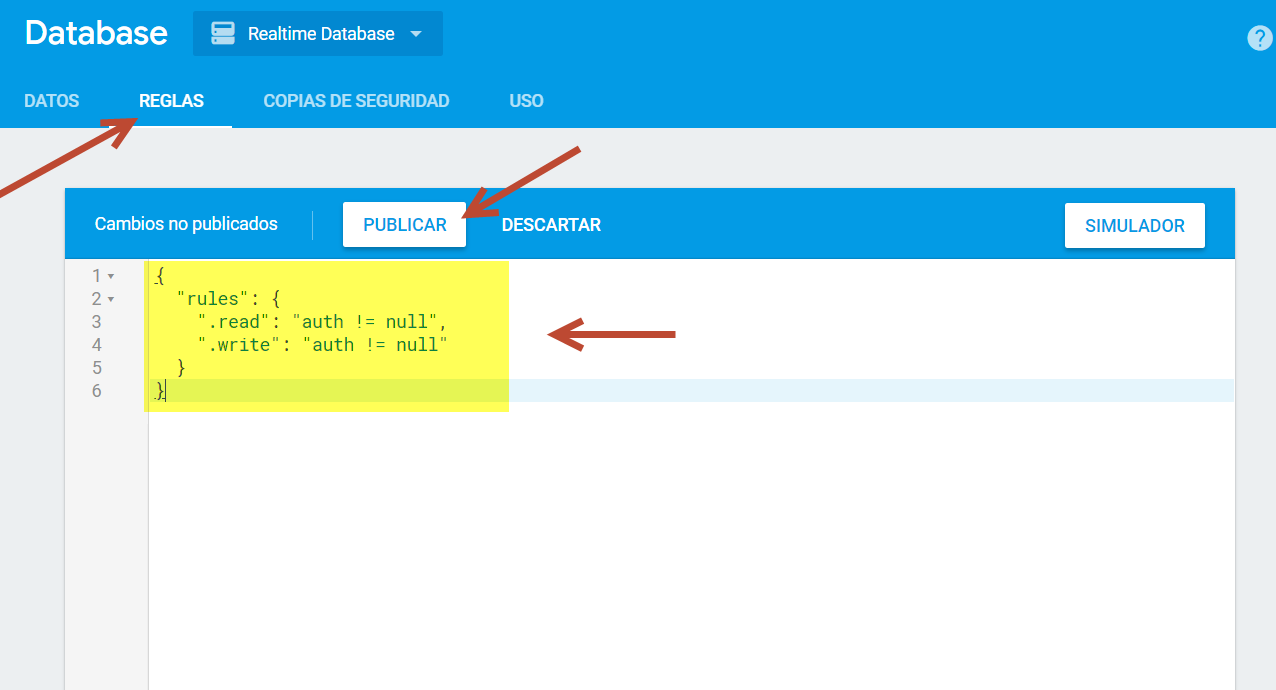 Database
Realtime Database
?
DATOS
REGLAS
COPIAS DE SEGURIDAD
USO
Cambios no publicados
PUBLICAR
DESCARTAR
SIMULADOR
1 {
2 "rules": {
3 ".read": "auth != null",
4 ".write": "auth != null"
5 }
6 }